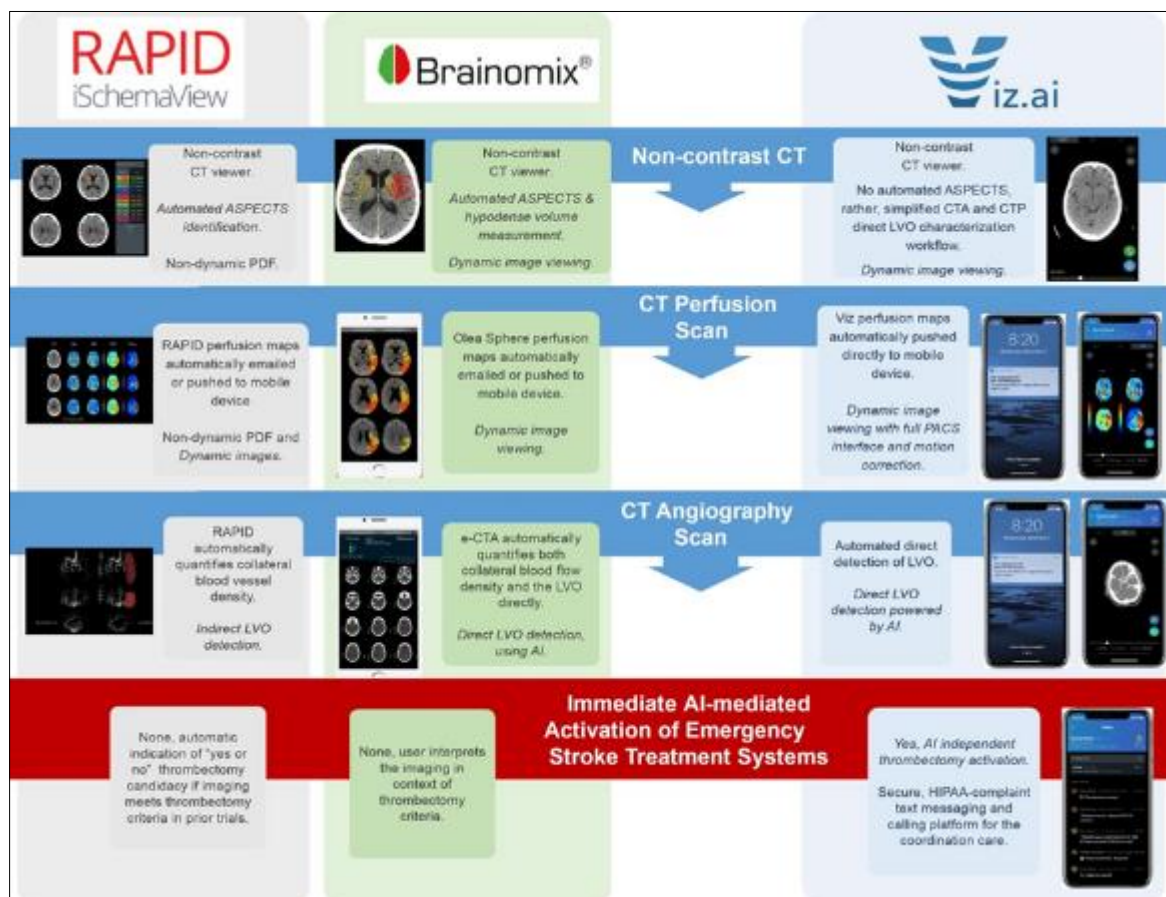 RAPID
iSchemaView
Brainomix®
Viz.ai
Non-contrast CT
Non-contrast
CT viewer.
Automated ASPECTS
identification.
Non-dynamic PDF.
Non-contrast
CT viewer.
Automated ASPECTS &
hypodense volume
measurement.
Dynamic image viewing.
Non-contrast
CT viewer.
No automated ASPECTS,
rather, simplified CTA and CTP
direct LVO characterization
workflow.
Dynamic image viewing.
CT Perfusion
Scan
RAPID perfusion maps
automatically emailed
or pushed to mobile
device
Non-dynamic PDF and
Dynamic images.
Olea Sphere perfusion
maps automatically
emailed or pushed to
mobile device.
Dynamic image
viewing.
Viz perfusion maps
automatically pushed
directly to mobile
device.
Dynamic image
viewing with full PACS
interface and motion
correction.
8:20
CT Angiography
Scan
RAPID
automatically
quantifies collateral
blood vessel
density.
Indirect LVO
detection.
e-CTA automatically
quantifies both
collateral blood flow
density and the LVO
directly.
Direct LVO detection,
using AI.
Automated direct
detection of LVO.
Direct LVO
detection powered
by AI.
8:20
Immediate AI-mediated
Activation of Emergency
Stroke Treatment Systems
None, automatic
indication of "yes or
no" thrombectomy
candidacy if imaging
meets thrombectomy
criteria in prior trials.
None, user interprets
the imaging in
context of
thrombectomy
criteria.
Yes, AI independent
thrombectomy activation.
Secure, HIPAA-complaint
text messaging and
calling platform for the
coordination care.